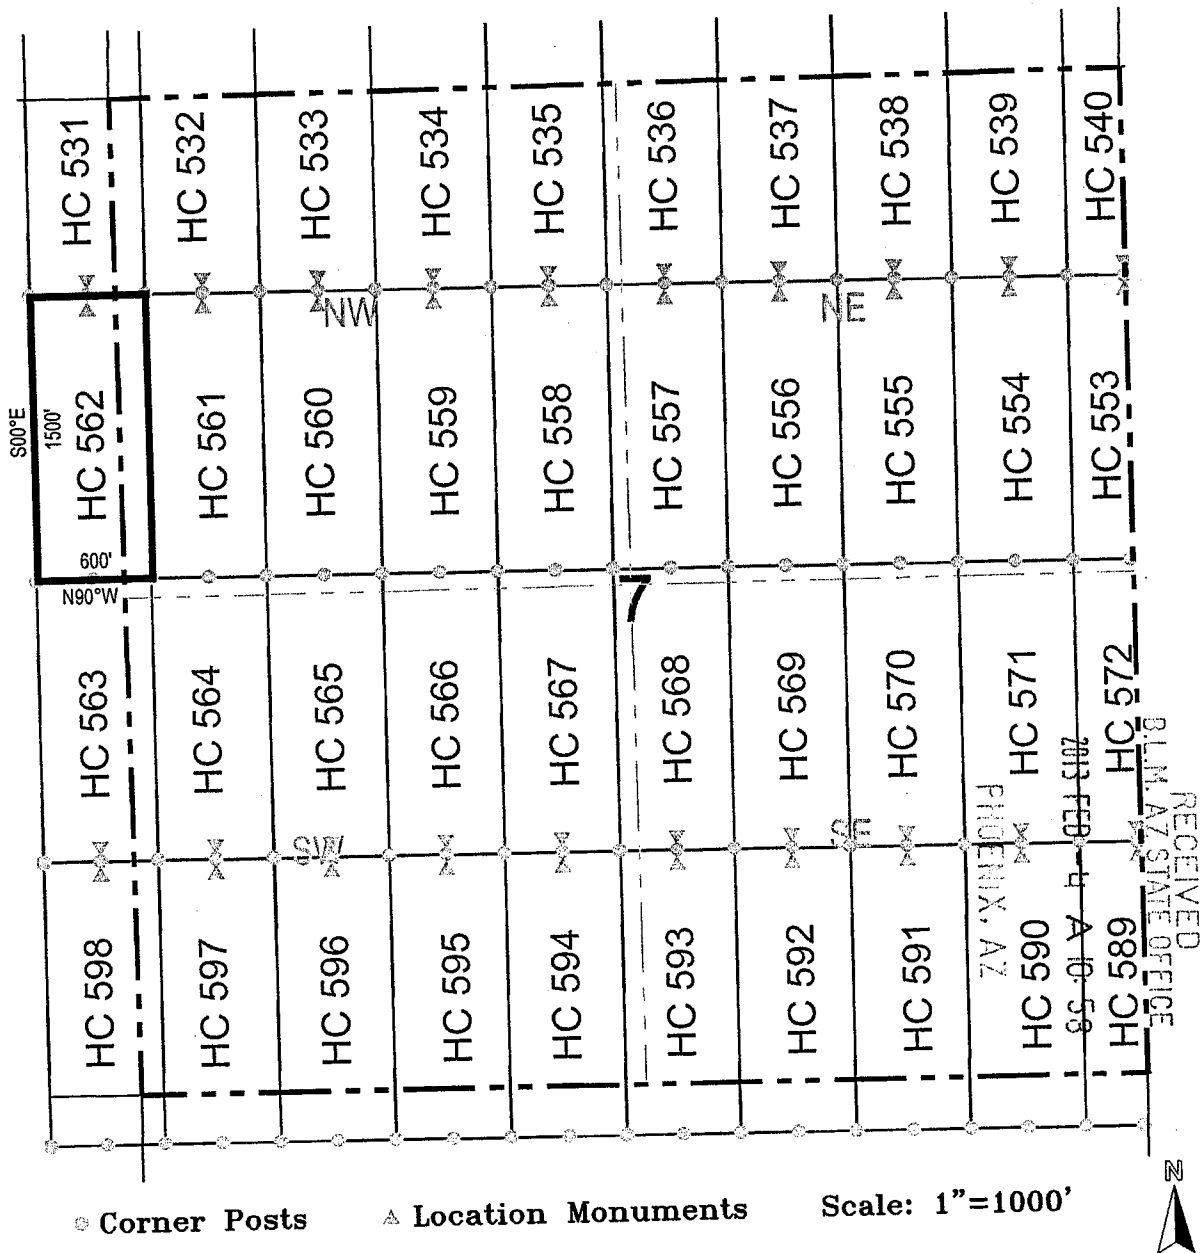 HC 531
HC 532
HC 533
HC 534
HC 535
HC 536
HC 537
HC 538
HC 539
HC 540
NW
NE
S00°E
1500'
HC 562
HC 561
HC 560
HC 559
HC 558
HC 557
HC 556
HC 555
HC 554
HC 553
600'
N90°W
7
HC 563
HC 564
HC 565
HC 566
HC 567
HC 568
HC 569
HC 570
HC 571
HC 572
SW
SE
RECEIVED
B.L.M. AZ STATE OFFICE
2013 FEB -4 A 10:58
PHOENIX, AZ
HC 598
HC 597
HC 596
HC 595
HC 594
HC 593
HC 592
HC 591
HC 590
HC 589
N
Corner Posts
Location Monuments
Scale: 1"=1000'